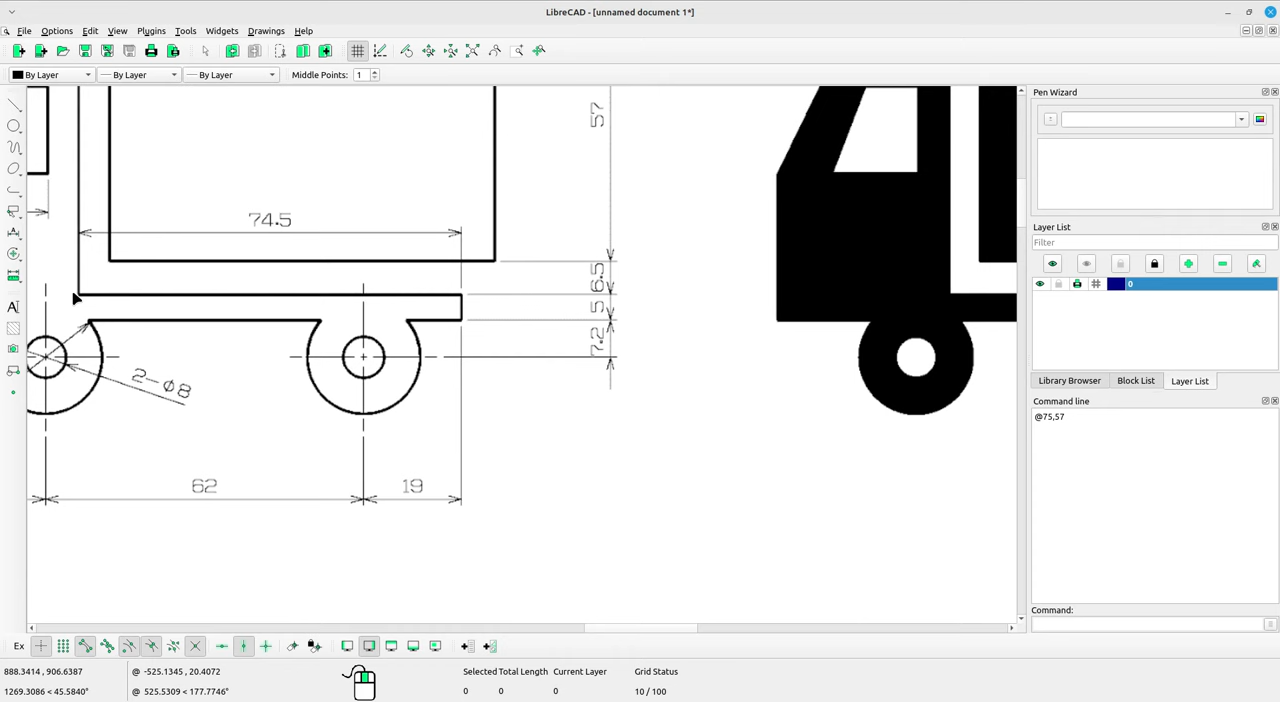 LibreCAD - [unnamed document 1*]
File Options Edit View Plugins Tools Widgets Drawings Help
By Layer By Layer By Layer Middle Points: 1
Pen Wizard
57
74.5
6.5
5
7.2
2-Φ8
62
19
Layer List
Filter
0
Library Browser Block List Layer List
Command line
@75,57
Command:
Ex
888.3414 , 906.6387
1269.3086 < 45.5840°
@ -525.1345 , 20.4072
@ 525.5309 < 177.7746°
Selected Total Length Current Layer Grid Status
0 0 0 10 / 100